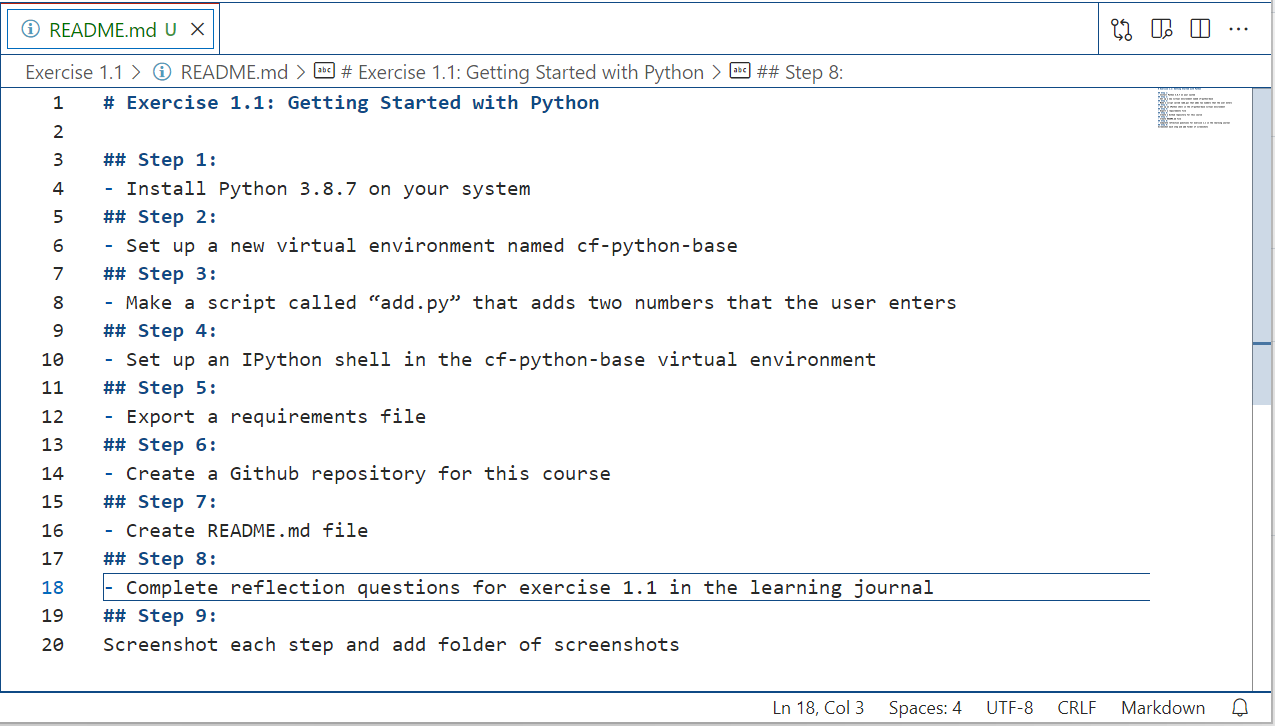 README.md U
Exercise 1.1 > README.md > # Exercise 1.1: Getting Started with Python > ## Step 8:
1 # Exercise 1.1: Getting Started with Python
2
3 ## Step 1:
4 - Install Python 3.8.7 on your system
5 ## Step 2:
6 - Set up a new virtual environment named cf-python-base
7 ## Step 3:
8 - Make a script called “add.py” that adds two numbers that the user enters
9 ## Step 4:
10 - Set up an IPython shell in the cf-python-base virtual environment
11 ## Step 5:
12 - Export a requirements file
13 ## Step 6:
14 - Create a Github repository for this course
15 ## Step 7:
16 - Create README.md file
17 ## Step 8:
18 - Complete reflection questions for exercise 1.1 in the learning journal
19 ## Step 9:
20 Screenshot each step and add folder of screenshots
Ln 18, Col 3 Spaces: 4 UTF-8 CRLF Markdown